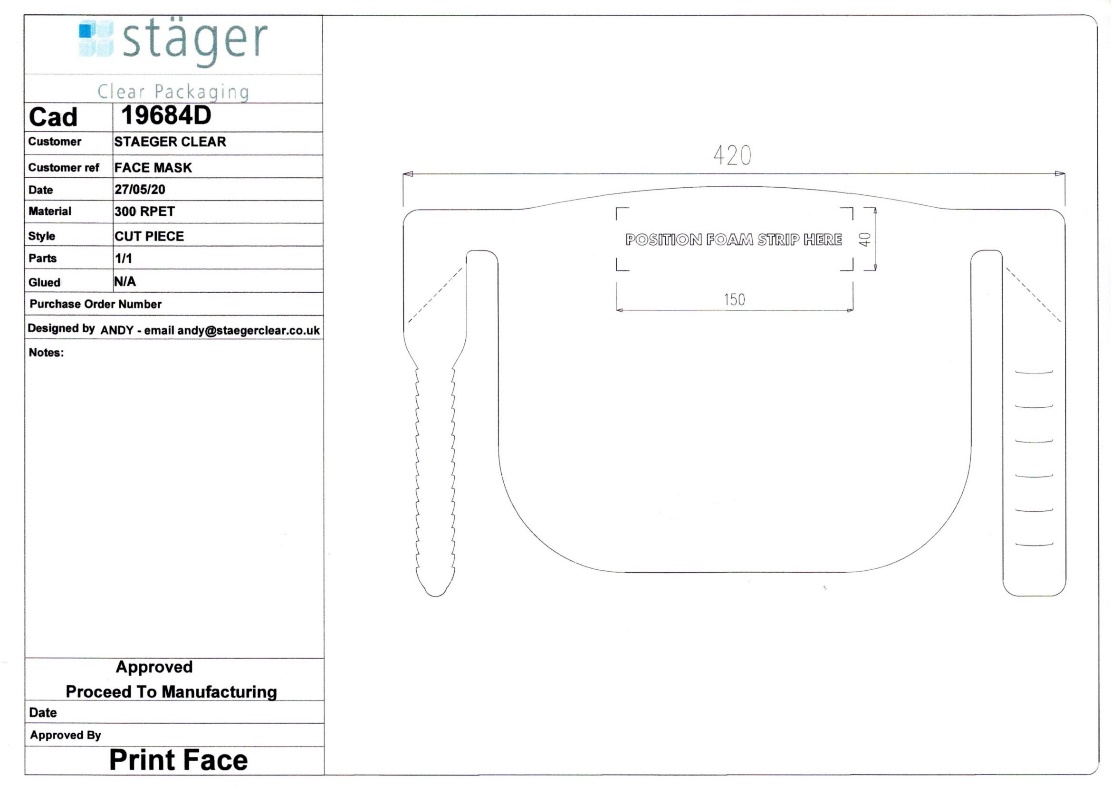 stäger
Clear Packaging
Cad 19684D
Customer STAEGER CLEAR
Customer ref FACE MASK
Date 27/05/20
Material 300 RPET
Style CUT PIECE
Parts 1/1
Glued N/A
Purchase Order Number
Designed by ANDY - email andy@staegerclear.co.uk
Notes:
Approved
Proceed To Manufacturing
Date
Approved By
Print Face
420
POSITION FOAM STRIP HERE
40
150